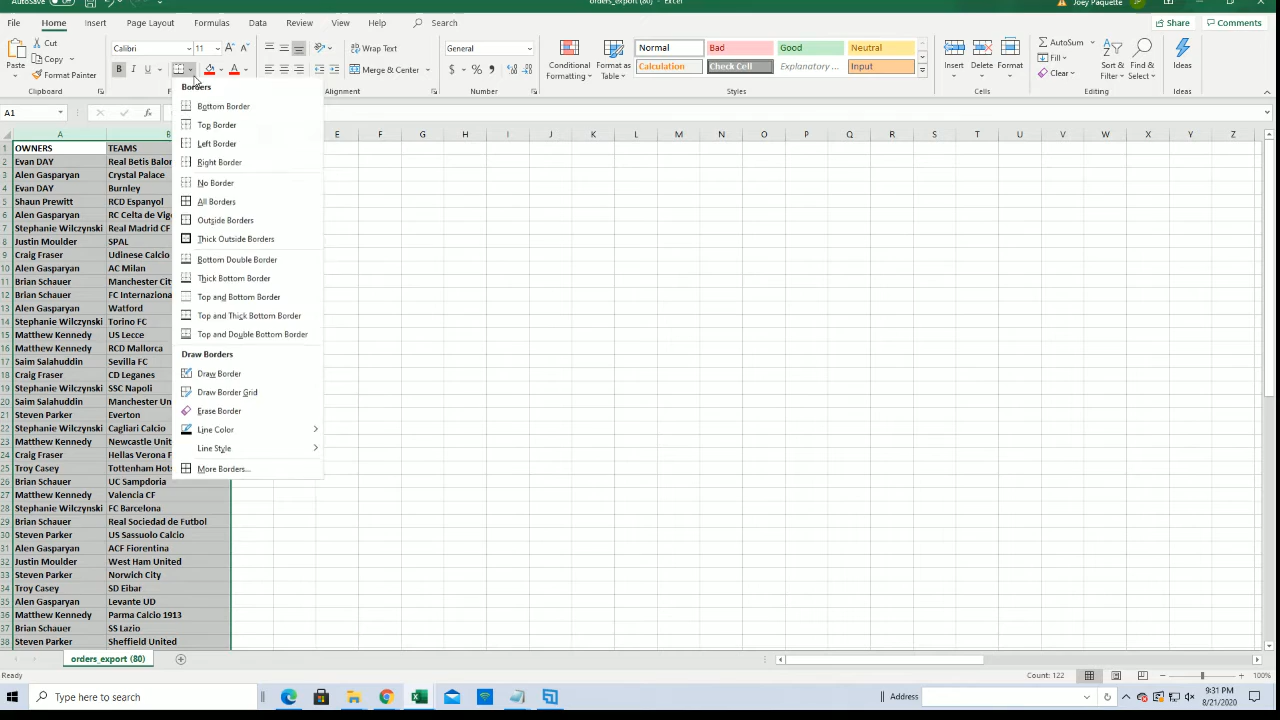 AutoSave
orders_export (80) - Excel
Joey Paquette
File Home Insert Page Layout Formulas Data Review View Help Search
Share Comments
Paste
Cut
Copy
Format Painter
Clipboard
Calibri 11
B I U
Wrap Text
Merge & Center
Alignment
General
$ % ,
Number
Conditional Formatting
Format as Table
Normal Bad Good Neutral
Calculation Check Cell Explanatory ... Input
Styles
Insert Delete Format
Cells
AutoSum
Fill
Clear
Sort & Filter
Find & Select
Editing
Ideas
Ideas
A1
fx
A B E F G H I J K L M N O P Q R S T U V W X Y Z
1 OWNERS TEAMS
2 Evan DAY Real Betis Balor
3 Alen Gasparyan Crystal Palace
4 Evan DAY Burnley
5 Shaun Prewitt RCD Espanyol
6 Alen Gasparyan RC Celta de Vigo
7 Stephanie Wilczynski Real Madrid CF
8 Justin Moulder SPAL
9 Craig Fraser Udinese Calcio
10 Alen Gasparyan AC Milan
11 Brian Schauer Manchester City
12 Brian Schauer FC Internaziona
13 Alen Gasparyan Watford
14 Stephanie Wilczynski Torino FC
15 Matthew Kennedy US Lecce
16 Matthew Kennedy RCD Mallorca
17 Saim Salahuddin Sevilla FC
18 Craig Fraser CD Leganes
19 Stephanie Wilczynski SSC Napoli
20 Saim Salahuddin Manchester Un
21 Steven Parker Everton
22 Stephanie Wilczynski Cagliari Calcio
23 Matthew Kennedy Newcastle Unit
24 Craig Fraser Hellas Verona F
25 Troy Casey Tottenham Hots
26 Brian Schauer UC Sampdoria
27 Matthew Kennedy Valencia CF
28 Stephanie Wilczynski FC Barcelona
29 Brian Schauer Real Sociedad de Futbol
30 Steven Parker US Sassuolo Calcio
31 Alen Gasparyan ACF Fiorentina
32 Justin Moulder West Ham United
33 Steven Parker Norwich City
34 Troy Casey SD Eibar
35 Alen Gasparyan Levante UD
36 Matthew Kennedy Parma Calcio 1913
37 Brian Schauer SS Lazio
38 Steven Parker Sheffield United
Borders
Bottom Border
Top Border
Left Border
Right Border
No Border
All Borders
Outside Borders
Thick Outside Borders
Bottom Double Border
Thick Bottom Border
Top and Bottom Border
Top and Thick Bottom Border
Top and Double Bottom Border
Draw Borders
Draw Border
Draw Border Grid
Erase Border
Line Color
Line Style
More Borders...
orders_export (80)
Ready
Count: 122
100%
Type here to search
Address
9:31 PM
8/21/2020